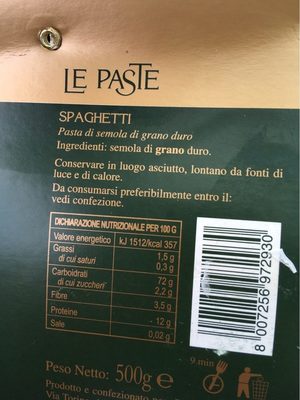 LE PASTE
SPAGHETTI
Pasta di semola di grano duro
Ingredienti: semola di grano duro.
Conservare in luogo asciutto, lontano da fonti di
luce e di calore.
Da consumarsi preferibilmente entro il:
vedi confezione.
DICHIARAZIONE NUTRIZIONALE PER 100 G
Valore energetico kJ 1512/kcal 357
Grassi 1,5 g
di cui saturi 0,3 g
Carboidrati 72 g
di cui zuccheri 2,2 g
Fibre 3,5 g
Proteine 12 g
Sale 0,02 g
8 007256 972930
9 min
Peso Netto: 500g e
Prodotto e confezionato
Via